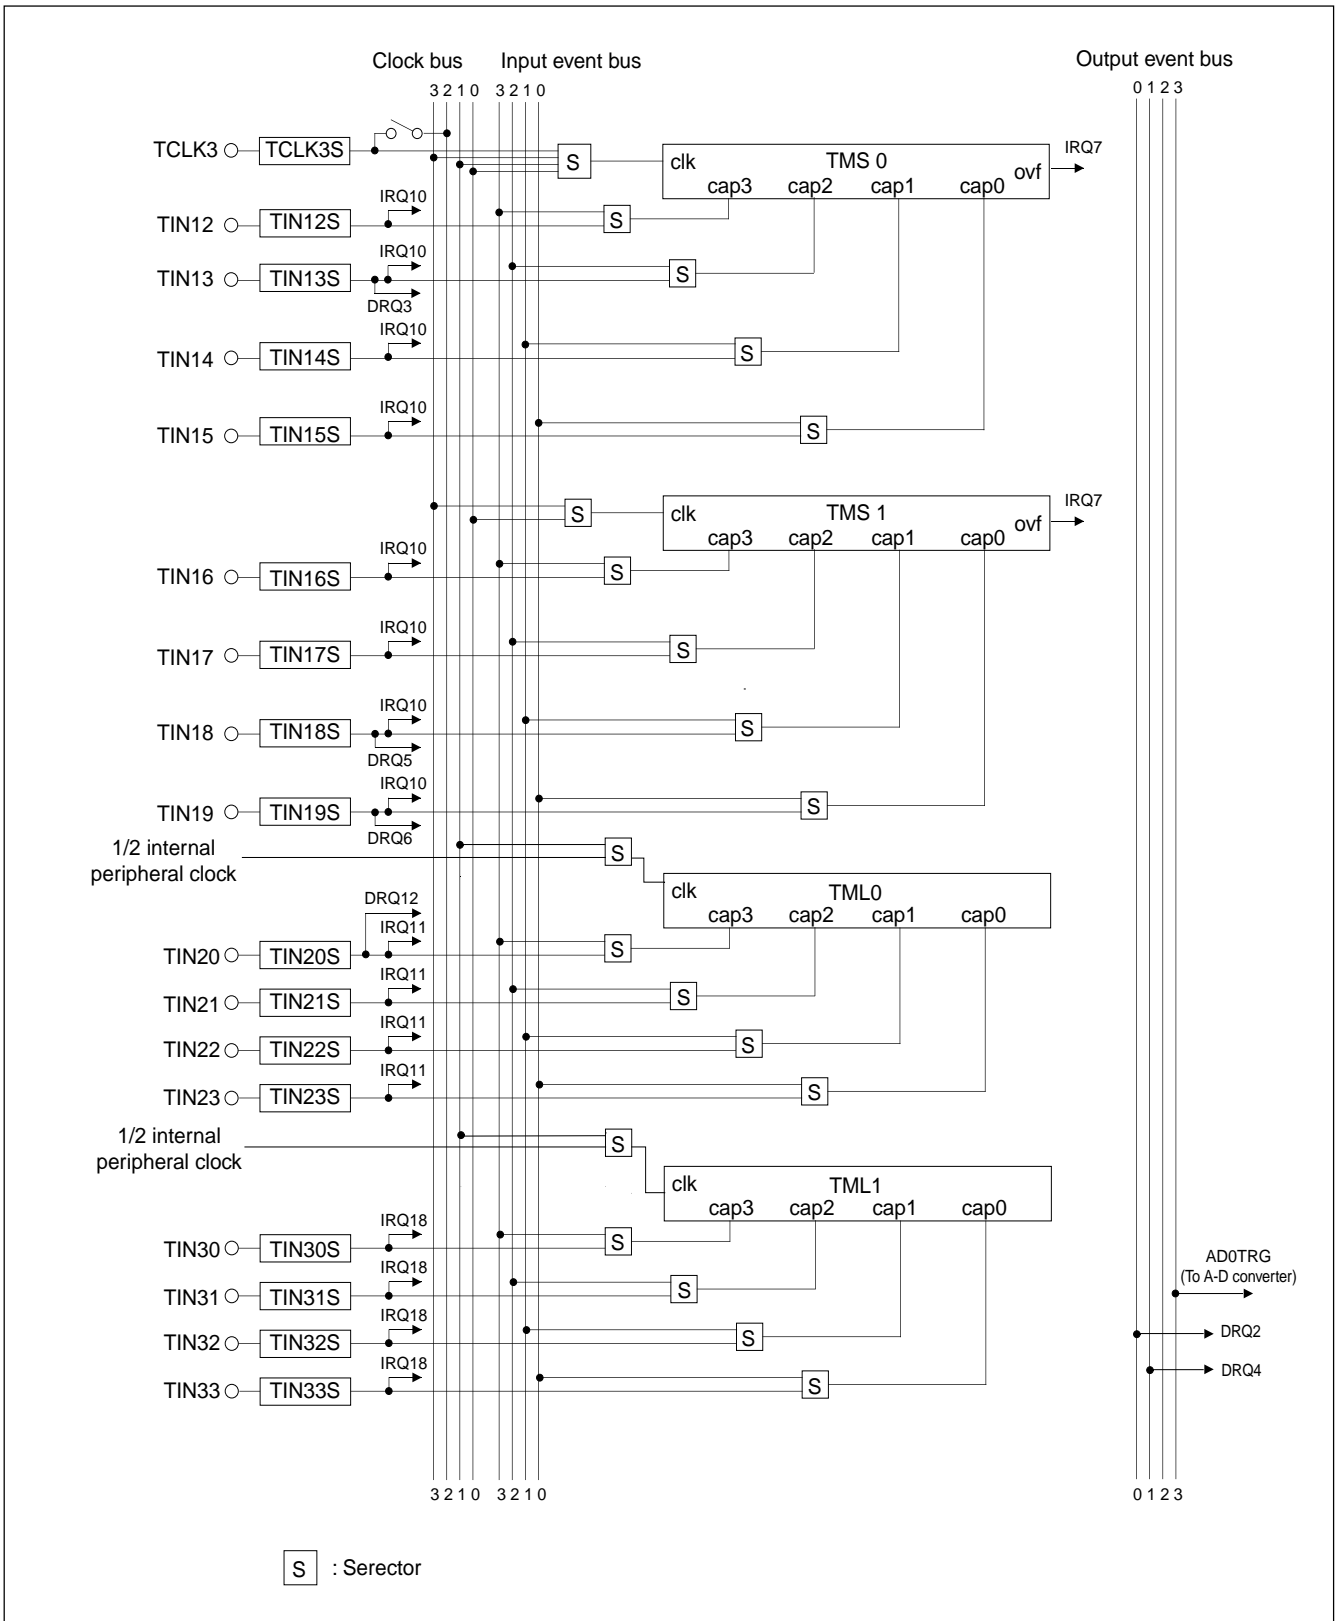 Clock bus Input event bus Output event bus
3 2 1 0 3 2 1 0 0 1 2 3
TCLK3 TCLK3S S clk TMS 0 ovf IRQ7
cap3 cap2 cap1 cap0
IRQ10
TIN12 TIN12S S
IRQ10
TIN13 TIN13S S
DRQ3
IRQ10
TIN14 TIN14S S
IRQ10
TIN15 TIN15S S
S clk TMS 1 ovf IRQ7
cap3 cap2 cap1 cap0
IRQ10
TIN16 TIN16S S
IRQ10
TIN17 TIN17S S
IRQ10
TIN18 TIN18S S
DRQ5
IRQ10
TIN19 TIN19S S
DRQ6
1/2 internal S
peripheral clock
clk TML0
cap3 cap2 cap1 cap0
DRQ12
IRQ11
TIN20 TIN20S S
IRQ11
TIN21 TIN21S S
IRQ11
TIN22 TIN22S S
IRQ11
TIN23 TIN23S S
1/2 internal S
peripheral clock
clk TML1
cap3 cap2 cap1 cap0
IRQ18
TIN30 TIN30S S
AD0TRG
(To A-D converter)
IRQ18
TIN31 TIN31S S
IRQ18
TIN32 TIN32S S DRQ2
IRQ18
TIN33 TIN33S S DRQ4
3 2 1 0 3 2 1 0 0 1 2 3
S : Serector